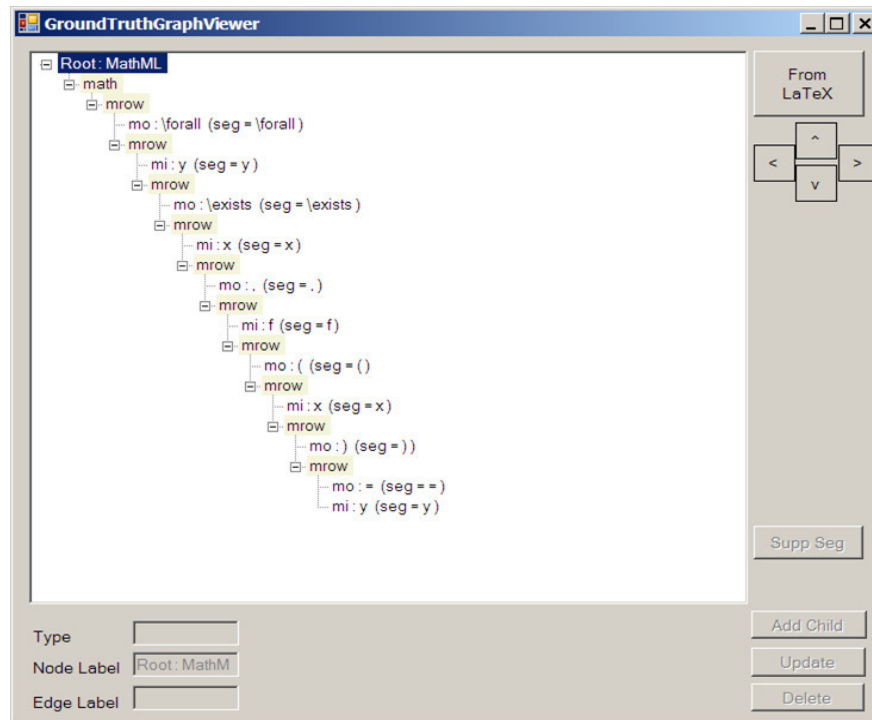 GroundTruthGraphViewer
Root : MathML
math
mrow
mo : \forall (seg = \forall )
mrow
mi : y (seg = y )
mrow
mo : \exists (seg = \exists )
mrow
mi : x (seg = x )
mrow
mo : . (seg = . )
mrow
mi : f (seg = f)
mrow
mo : ( (seg = ( )
mrow
mi : x (seg = x )
mrow
mo : ) (seg = ) )
mrow
mo : = (seg = = )
mi : y (seg = y )
From
LaTeX
^
< >
v
Supp Seg
Type
Node Label Root : MathM
Edge Label
Add Child
Update
Delete